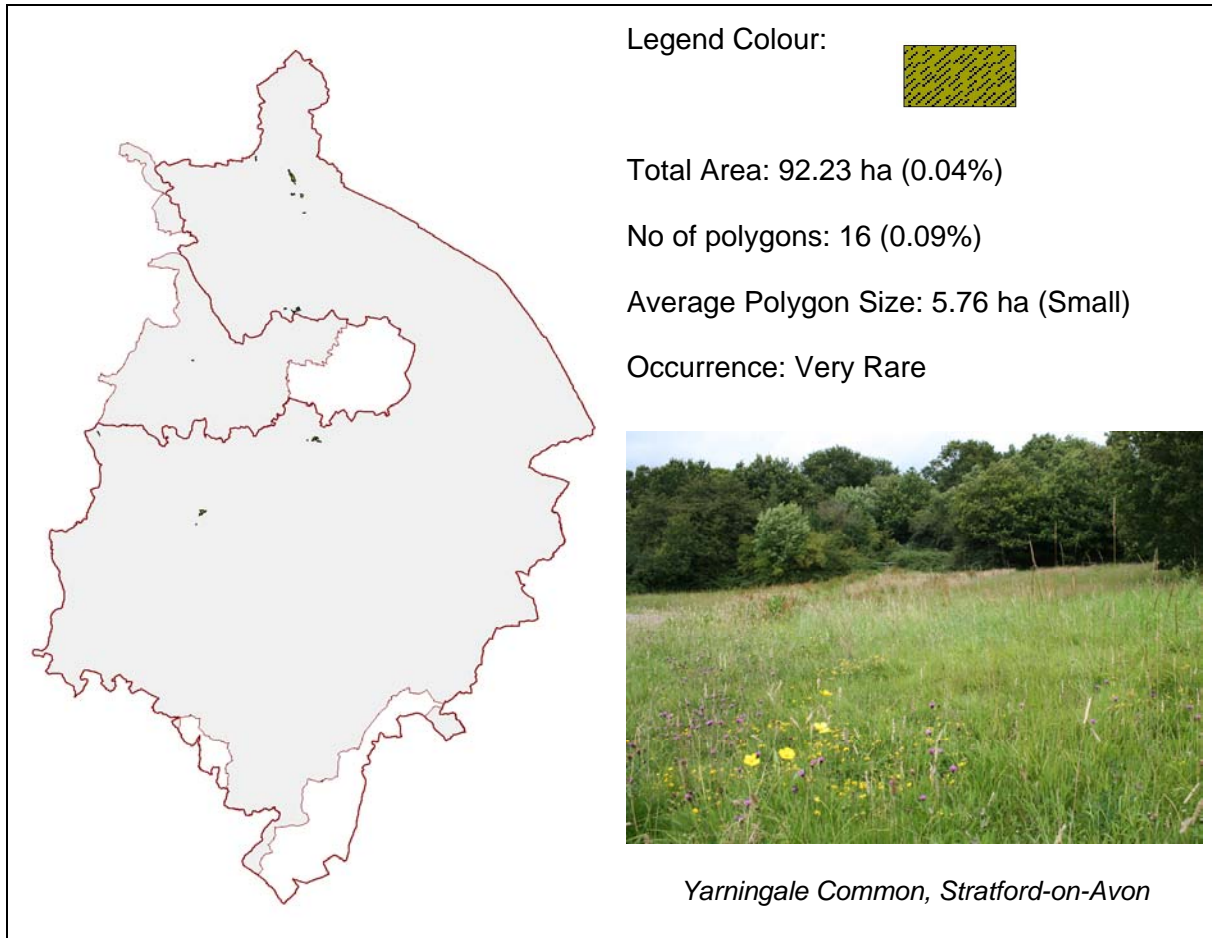 Legend Colour:
Total Area: 92.23 ha (0.04%)
No of polygons: 16 (0.09%)
Average Polygon Size: 5.76 ha (Small)
Occurrence: Very Rare
Yarningale Common, Stratford-on-Avon